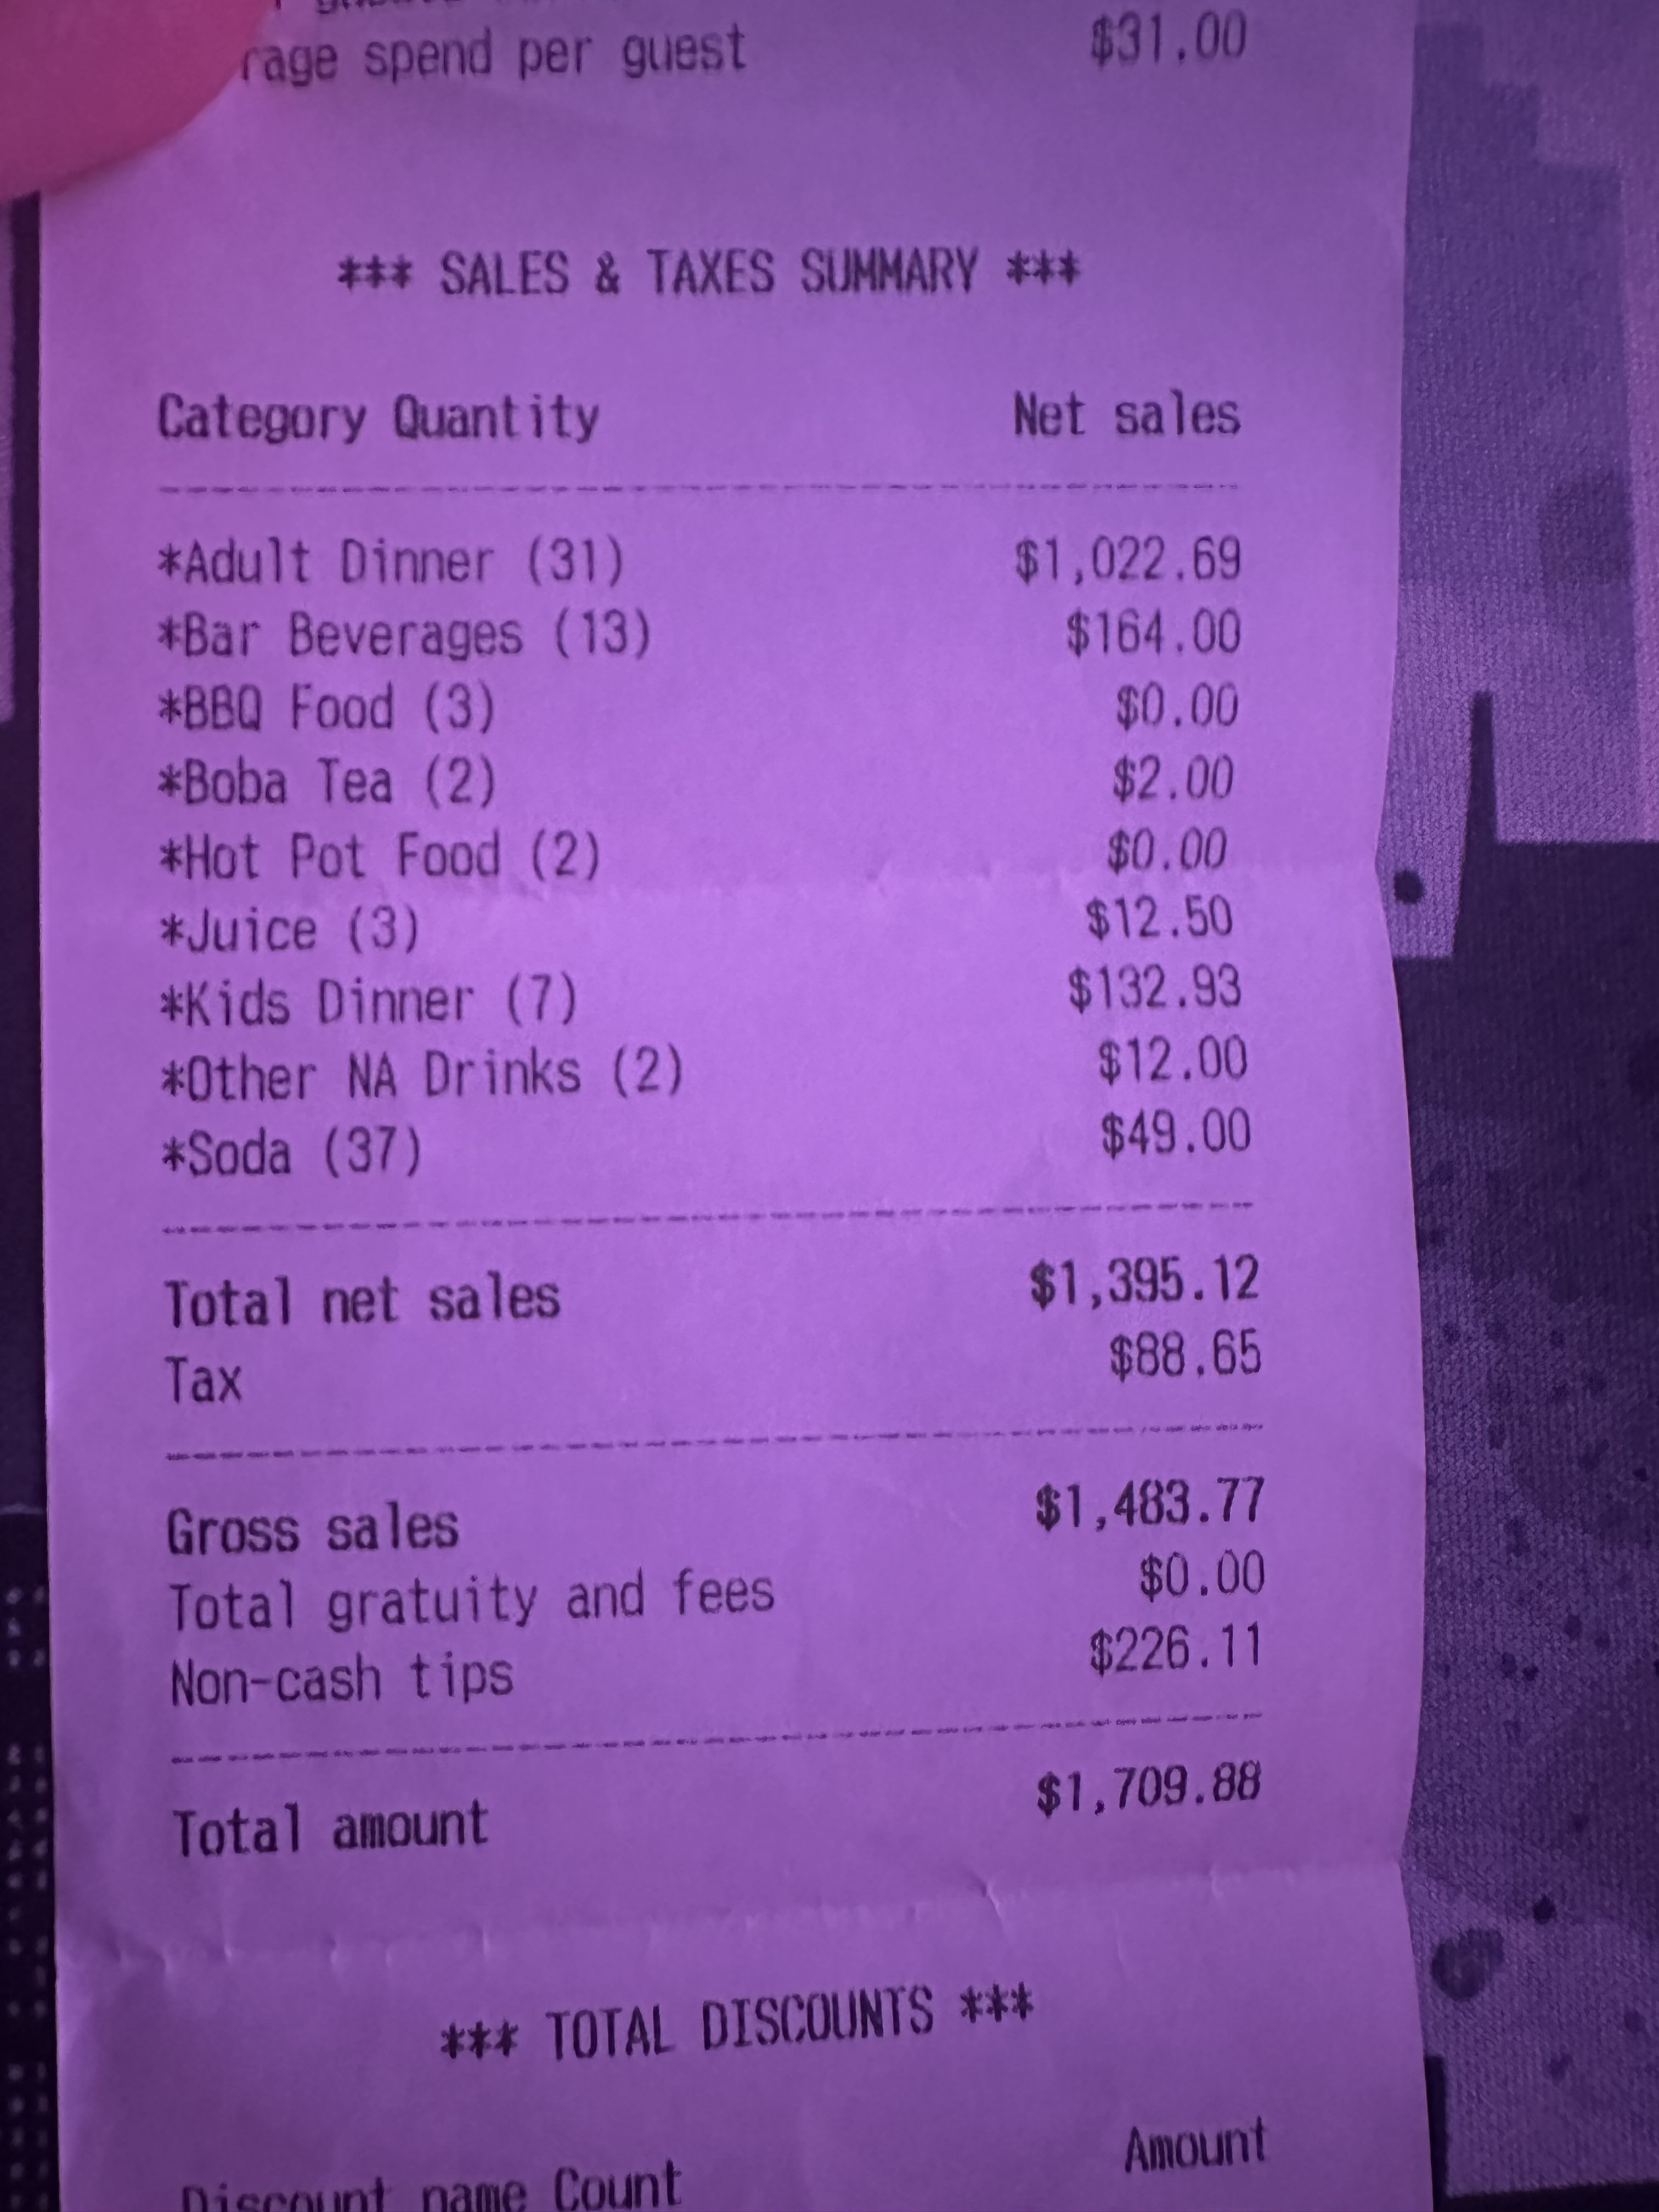 spend per guest $31.00
*** SALES & TAXES SUMMARY ***
Category Quantity Net sales
*Adult Dinner (31) $1,022.69
*Bar Beverages (13) $164.00
*BBQ Food (3) $0.00
*Boba Tea (2) $2.00
*Hot Pot Food (2) $0.00
*Juice (3) $12.50
*Kids Dinner (7) $132.93
*Other NA Drinks (2) $12.00
*Soda (37) $49.00
Total net sales $1,395.12
Tax $88.65
Gross sales $1,483.77
Total gratuity and fees $0.00
Non-cash tips $226.11
Total amount $1,709.88
*** TOTAL DISCOUNTS ***
Discount name Count Amount